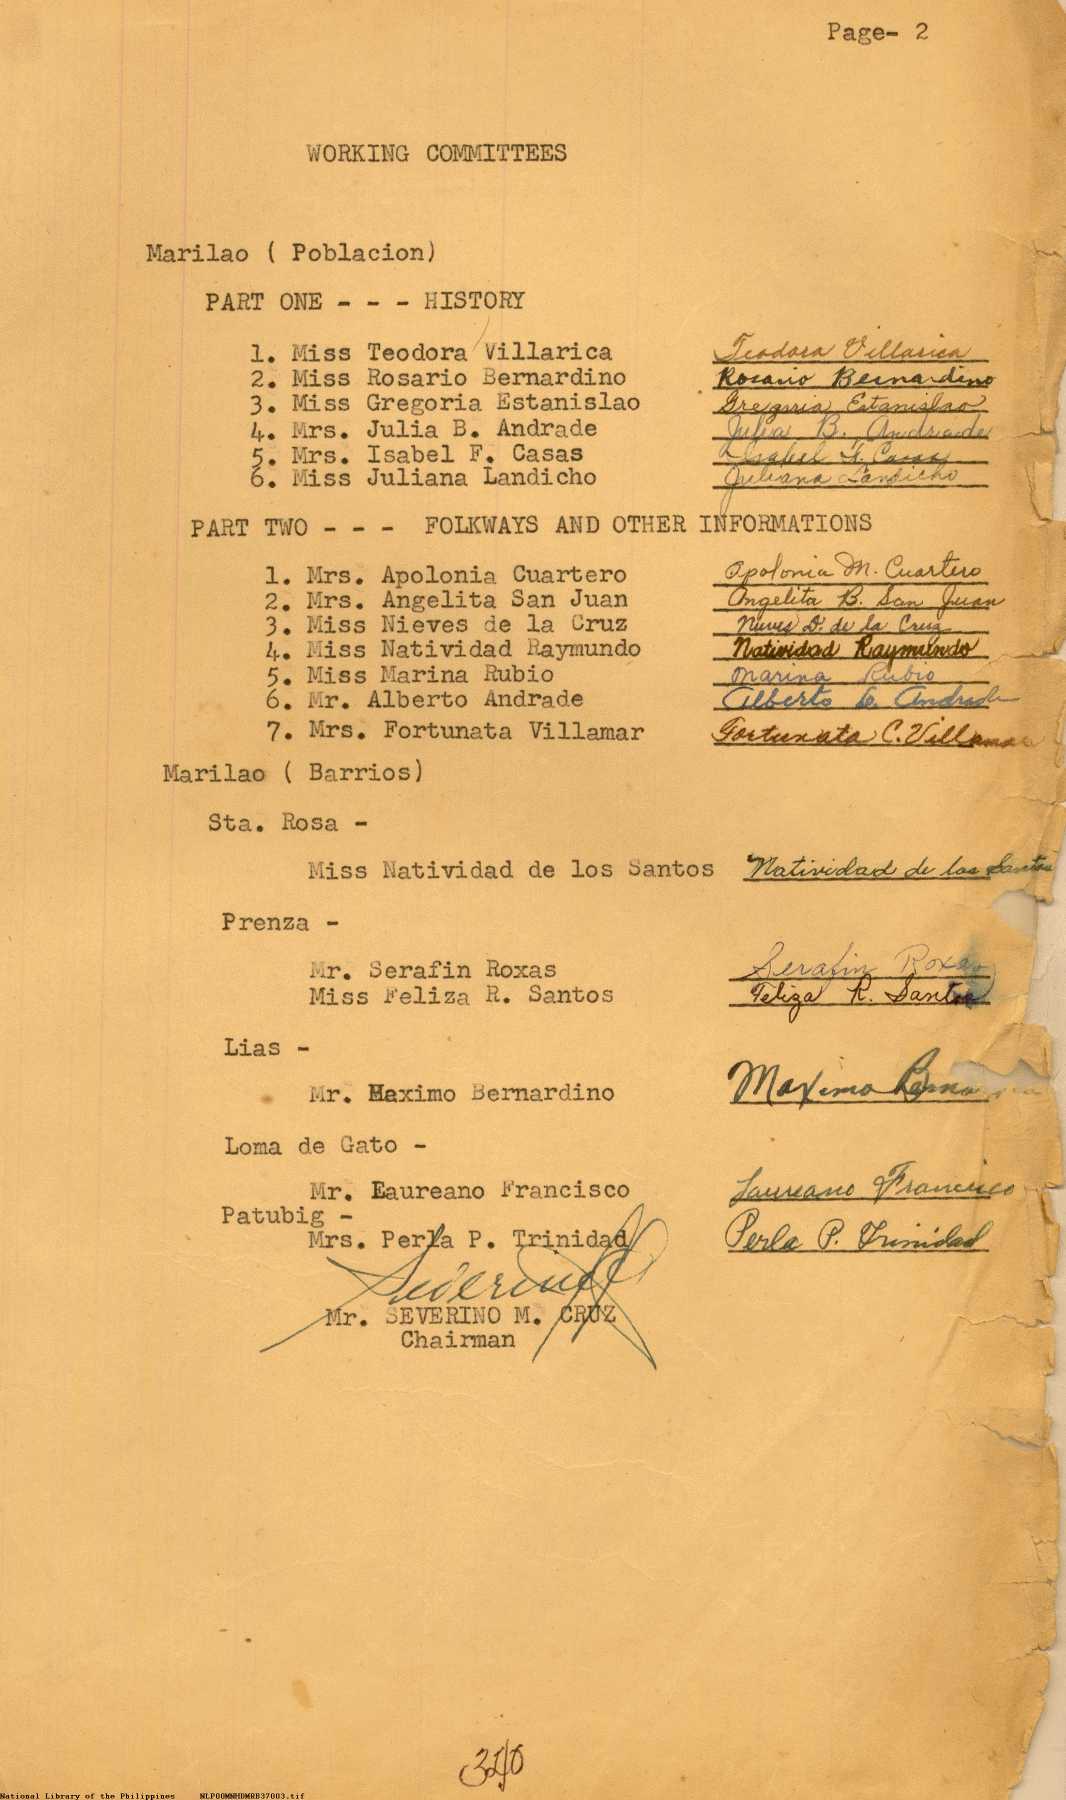 Page- 2
WORKING COMMITTEES
Marilao ( Poblacion)
PART ONE - - - HISTORY
1. Miss Teodora Villarica Teodora Villarica
2. Miss Rosario Bernardino Rosario Bernardino
3. Miss Gregoria Estanislao Gregoria Estanislao
4. Mrs. Julia B. Andrade Julia B. Andrade
5. Mrs. Isabel F. Casas Isabel F. Casas
6. Miss Juliana Landicho Juliana Landicho
PART TWO - - - FOLKWAYS AND OTHER INFORMATIONS
1. Mrs. Apolonia Cuartero Apolonia M. Cuartero
2. Mrs. Angelita San Juan Angelita B. San Juan
3. Miss Nieves de la Cruz Nieves D. de la Cruz
4. Miss Natividad Raymundo Natividad Raymundo
5. Miss Marina Rubio Marina Rubio
6. Mr. Alberto Andrade Alberto Andrade
7. Mrs. Fortunata Villamar Fortunata C. Villamar
Marilao ( Barrios)
Sta. Rosa -
Miss Natividad de los Santos Natividad de los Santos
Prenza -
Mr. Serafin Roxas Serafin Roxas
Miss Feliza R. Santos Feliza R. Santos
Lias -
Mr. Maximo Bernardino Maximo
Loma de Gato -
Mr. Laureano Francisco Laureano Francisco
Patubig -
Mrs. Perla P. Trinidad Perla P. Trinidad
Mr. SEVERINO M. CRUZ
Chairman
National Library of the Philippines NLP00MNHDMRB37003.tif